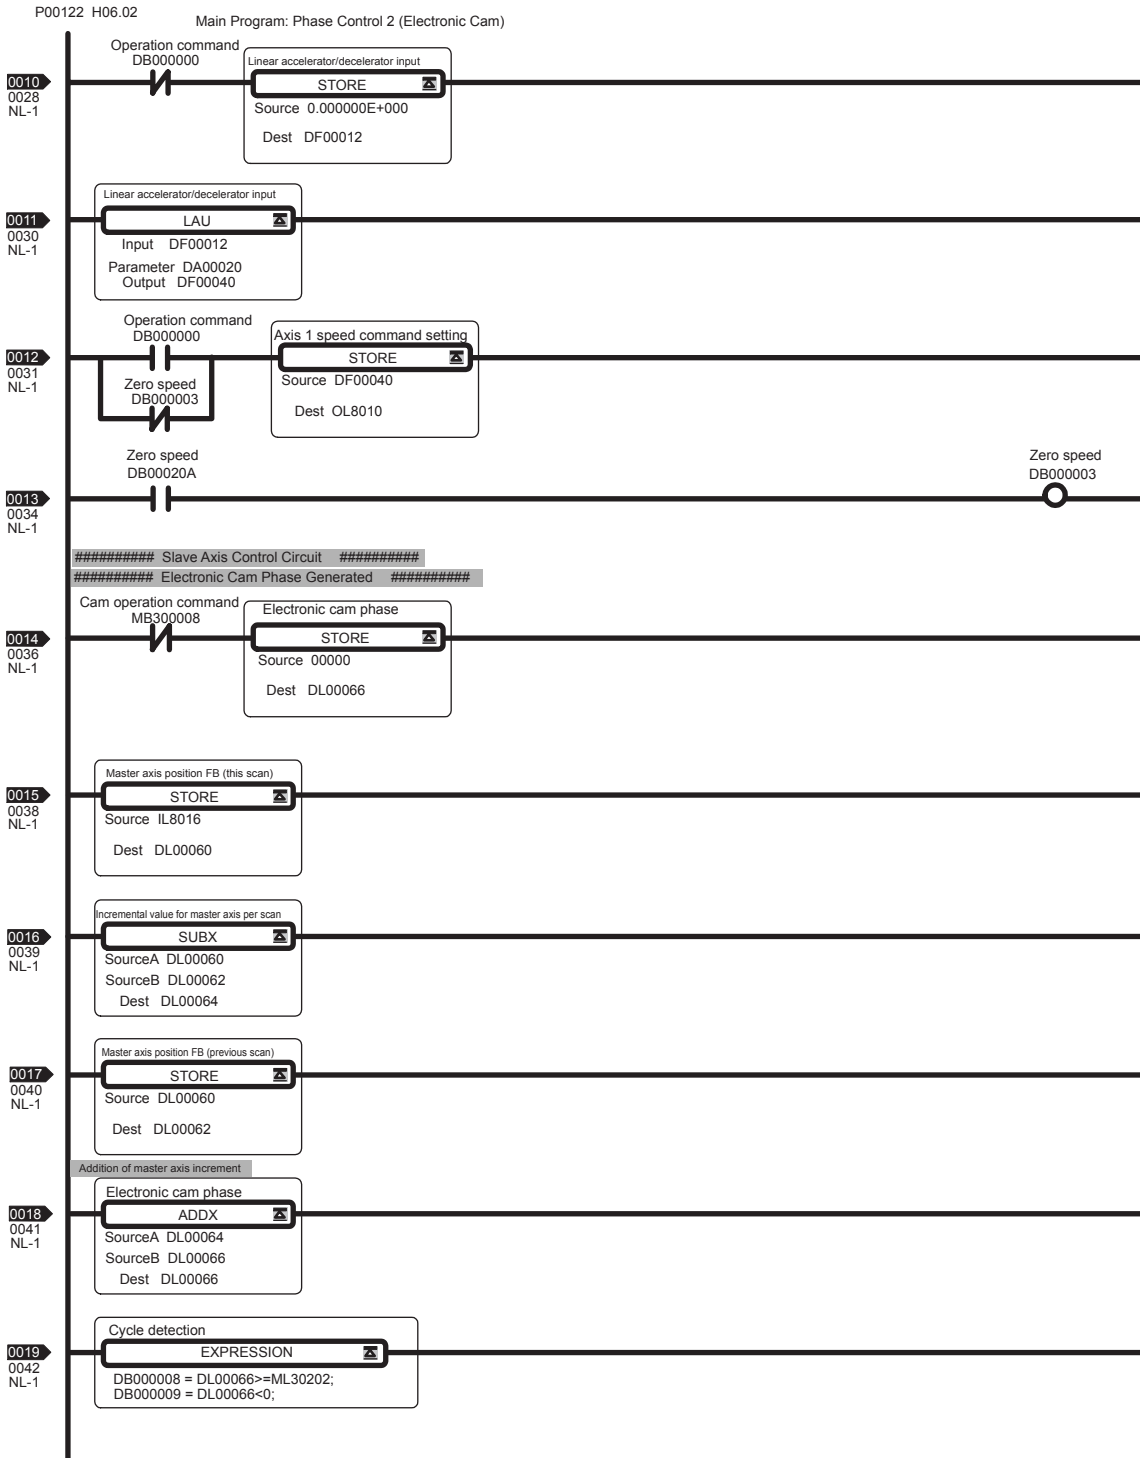 P00122 H06.02
Main Program: Phase Control 2 (Electronic Cam)
Operation command
DB000000
Linear accelerator/decelerator input
0010
0028
NL-1
STORE
Source 0.000000E+000
Dest DF00012
Linear accelerator/decelerator input
0011
0030
NL-1
LAU
Input DF00012
Parameter DA00020
Output DF00040
Operation command
DB000000
Axis 1 speed command setting
0012
0031
NL-1
STORE
Source DF00040
Zero speed
DB000003
Dest OL8010
Zero speed
DB00020A
Zero speed
DB000003
0013
0034
NL-1
########## Slave Axis Control Circuit ##########
########## Electronic Cam Phase Generated ##########
Cam operation command
MB300008
Electronic cam phase
0014
0036
NL-1
STORE
Source 00000
Dest DL00066
Master axis position FB (this scan)
0015
0038
NL-1
STORE
Source IL8016
Dest DL00060
Incremental value for master axis per scan
0016
0039
NL-1
SUBX
SourceA DL00060
SourceB DL00062
Dest DL00064
Master axis position FB (previous scan)
0017
0040
NL-1
STORE
Source DL00060
Dest DL00062
Addition of master axis increment
Electronic cam phase
0018
0041
NL-1
ADDX
SourceA DL00064
SourceB DL00066
Dest DL00066
Cycle detection
0019
0042
NL-1
EXPRESSION
DB000008 = DL00066>=ML30202;
DB000009 = DL00066<0;